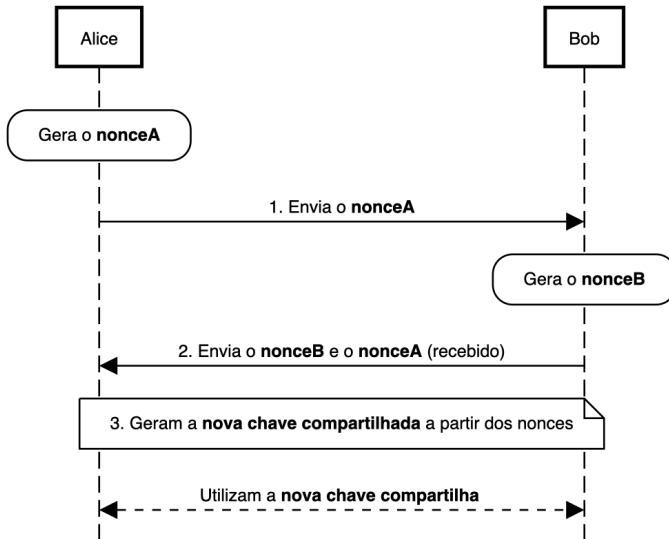 Alice
Bob
Gera o nonceA
1. Envia o nonceA
Gera o nonceB
2. Envia o nonceB e o nonceA (recebido)
3. Geram a nova chave compartilhada a partir dos nonces
Utilizam a nova chave compartilha